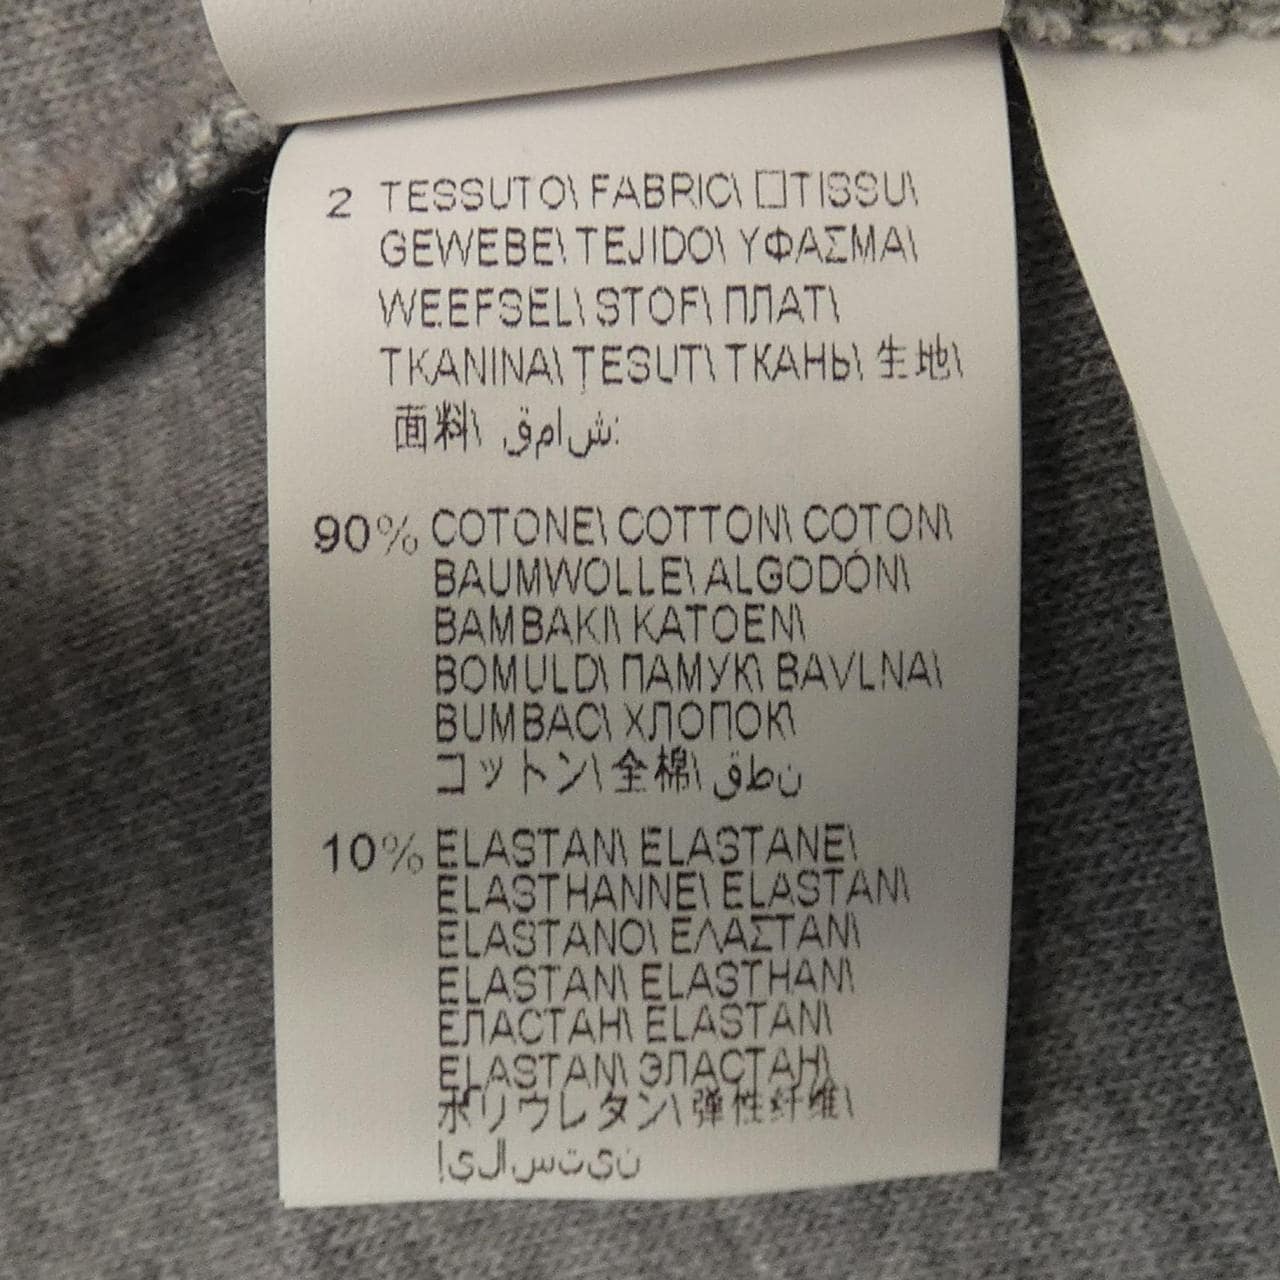 2 TESSUTO\ FABRIC\ □TISSU\
GEWEBE\ TEJIDO\ ΥΦΑΣΜΑ\
WEEFSEL\ STOF\ ПЛАТ\
TKANINA\ ȚESUT\ ТКАНЬ\ 生地\
面料\ شامق:
90% COTONE\ COTTON\ COTON\
BAUMWOLLE\ ALGODÓN\
BAMBAKI\ KATOEN\
BOMULD\ ПАМУК\ BAVLNA\
BUMBAC\ ХЛОПОК\
コットン\ 全棉\ نطق
10% ELASTAN\ ELASTANE\
ELASTHANNE\ ELASTAN\
ELASTANO\ ΕΛΑΣΤΑΝ\
ELASTAN\ ELASTHAN\
ЕЛАСТАН\ ELASTAN\
ELASTAN\ ЭЛАСТАН\
ポリウレタン\ 弹性纤维\
نيتساليإ